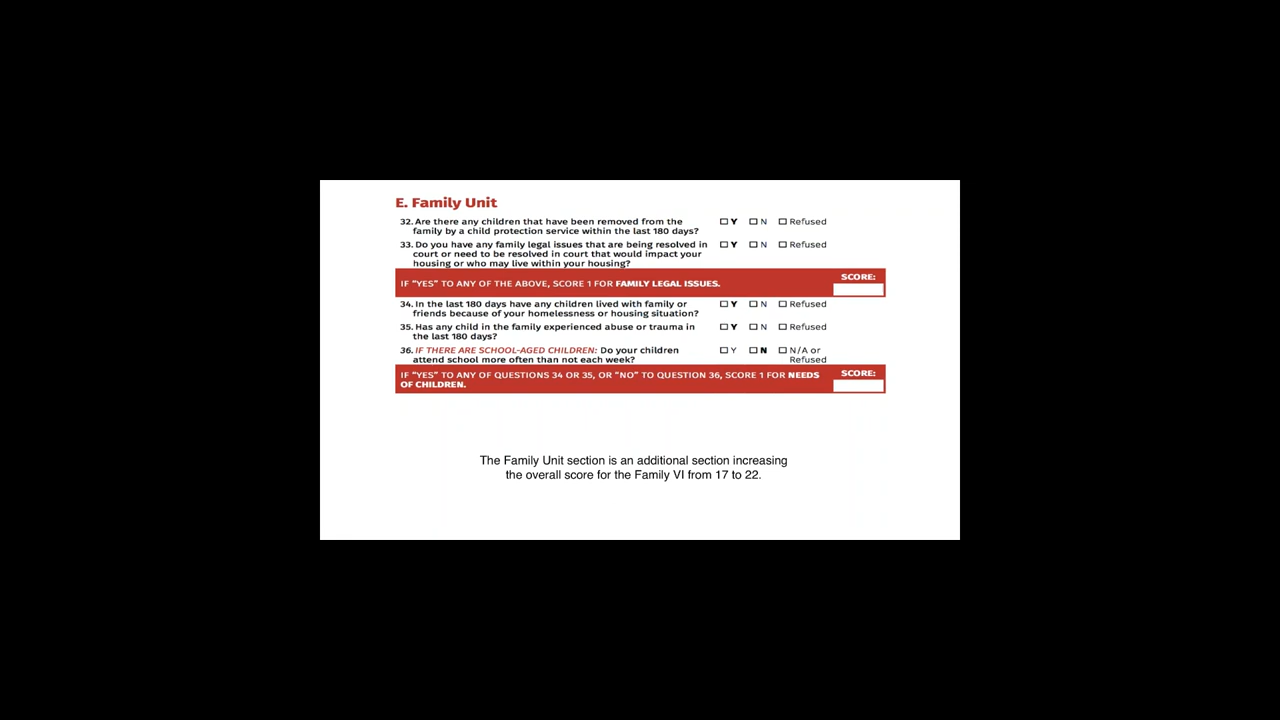 E. Family Unit
32. Are there any children that have been removed from the ☐ Y ☐ N ☐ Refused
family by a child protection service within the last 180 days?
33. Do you have any family legal issues that are being resolved in ☐ Y ☐ N ☐ Refused
court or need to be resolved in court that would impact your
housing or who may live within your housing?
IF “YES” TO ANY OF THE ABOVE, SCORE 1 FOR FAMILY LEGAL ISSUES. SCORE:
34. In the last 180 days have any children lived with family or ☐ Y ☐ N ☐ Refused
friends because of your homelessness or housing situation?
35. Has any child in the family experienced abuse or trauma in ☐ Y ☐ N ☐ Refused
the last 180 days?
36. IF THERE ARE SCHOOL-AGED CHILDREN: Do your children ☐ Y ☐ N ☐ N/A or
attend school more often than not each week? Refused
IF “YES” TO ANY OF QUESTIONS 34 OR 35, OR “NO” TO QUESTION 36, SCORE 1 FOR NEEDS SCORE:
OF CHILDREN.
The Family Unit section is an additional section increasing
the overall score for the Family VI from 17 to 22.